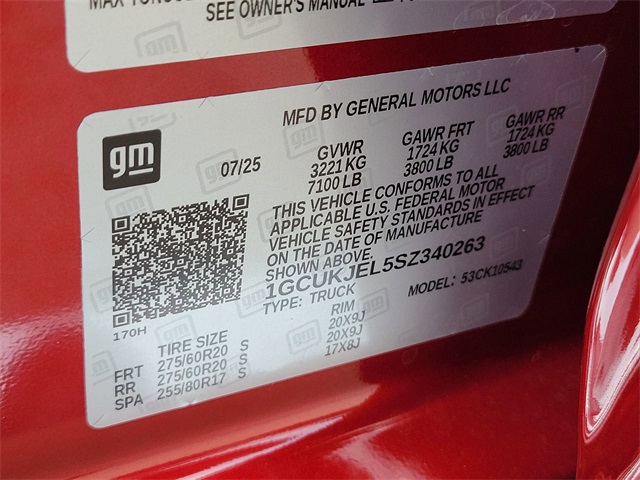 MAX
SEE OWNER'S MANUAL
MFD BY GENERAL MOTORS LLC
gm
07/25
GVWR GAWR FRT GAWR RR
3221 KG 1724 KG 1724 KG
7100 LB 3800 LB 3800 LB
THIS VEHICLE CONFORMS TO ALL
APPLICABLE U.S. FEDERAL MOTOR
VEHICLE SAFETY STANDARDS IN EFFECT
ON THE DATE OF MANUFACTURE
SHOWN ABOVE.
1GCUKJEL5SZ340263
TYPE: TRUCK MODEL: 53CK10543
170H
TIRE SIZE RIM
FRT 275/60R20 S 20X9J
RR 275/60R20 S 20X9J
SPA 255/80R17 S 17X8J